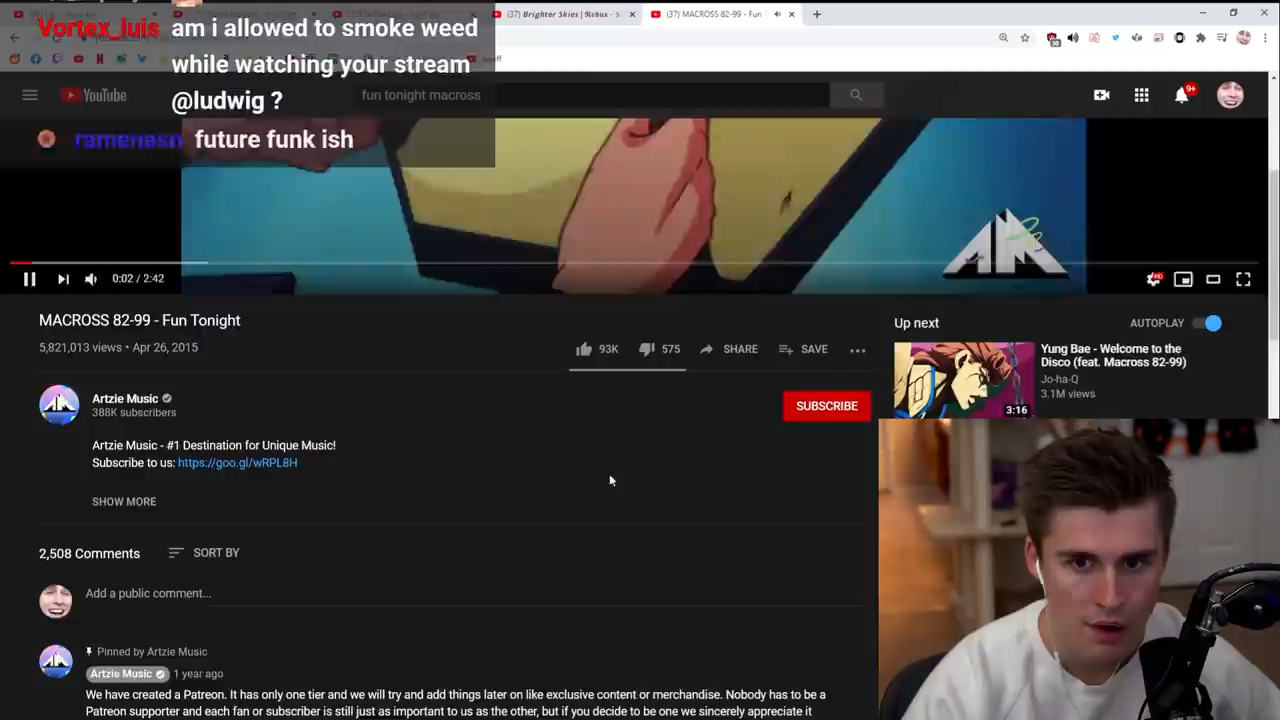 (37) Brighter Skies | Rebux - s
(37) MACROSS 82-99 - Fun
Vortex_luis am i allowed to smoke weed
while watching your stream
@ludwig ?
YouTube
fun tonight macross
9+
future funk ish
AM
0:02 / 2:42
HD
MACROSS 82-99 - Fun Tonight
5,821,013 views • Apr 26, 2015
93K
575
SHARE
SAVE
Up next
AUTOPLAY
Yung Bae - Welcome to the
Disco (feat. Macross 82-99)
Jo-ha-Q
3.1M views
3:16
Artzie Music
388K subscribers
SUBSCRIBE
Artzie Music - #1 Destination for Unique Music!
Subscribe to us: https://goo.gl/wRPL8H
SHOW MORE
2,508 Comments
SORT BY
Add a public comment...
Pinned by Artzie Music
Artzie Music 1 year ago
We have created a Patreon. It has only one tier and we will try and add things later on like exclusive content or merchandise. Nobody has to be a
Patreon supporter and each fan or subscriber is still just as important to us as the other, but if you decide to be one we sincerely appreciate it